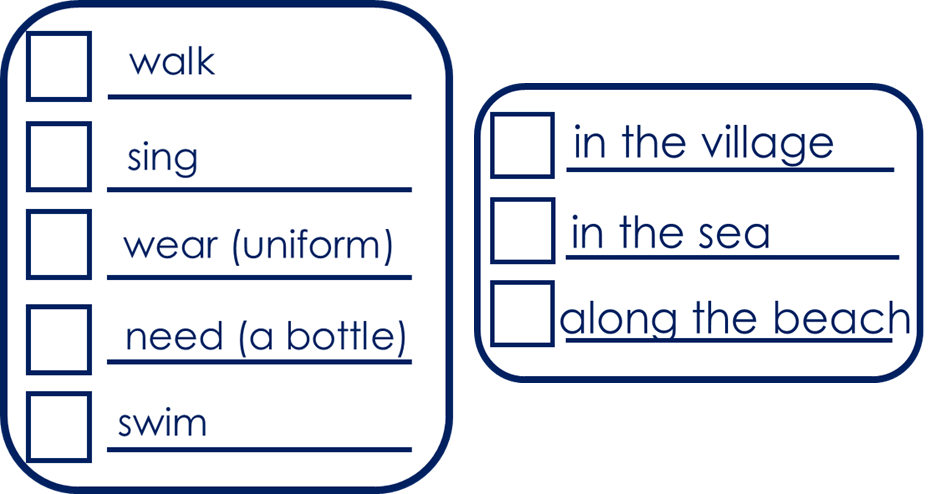 walk
sing
wear (uniform)
need (a bottle)
swim
in the village
in the sea
along the beach